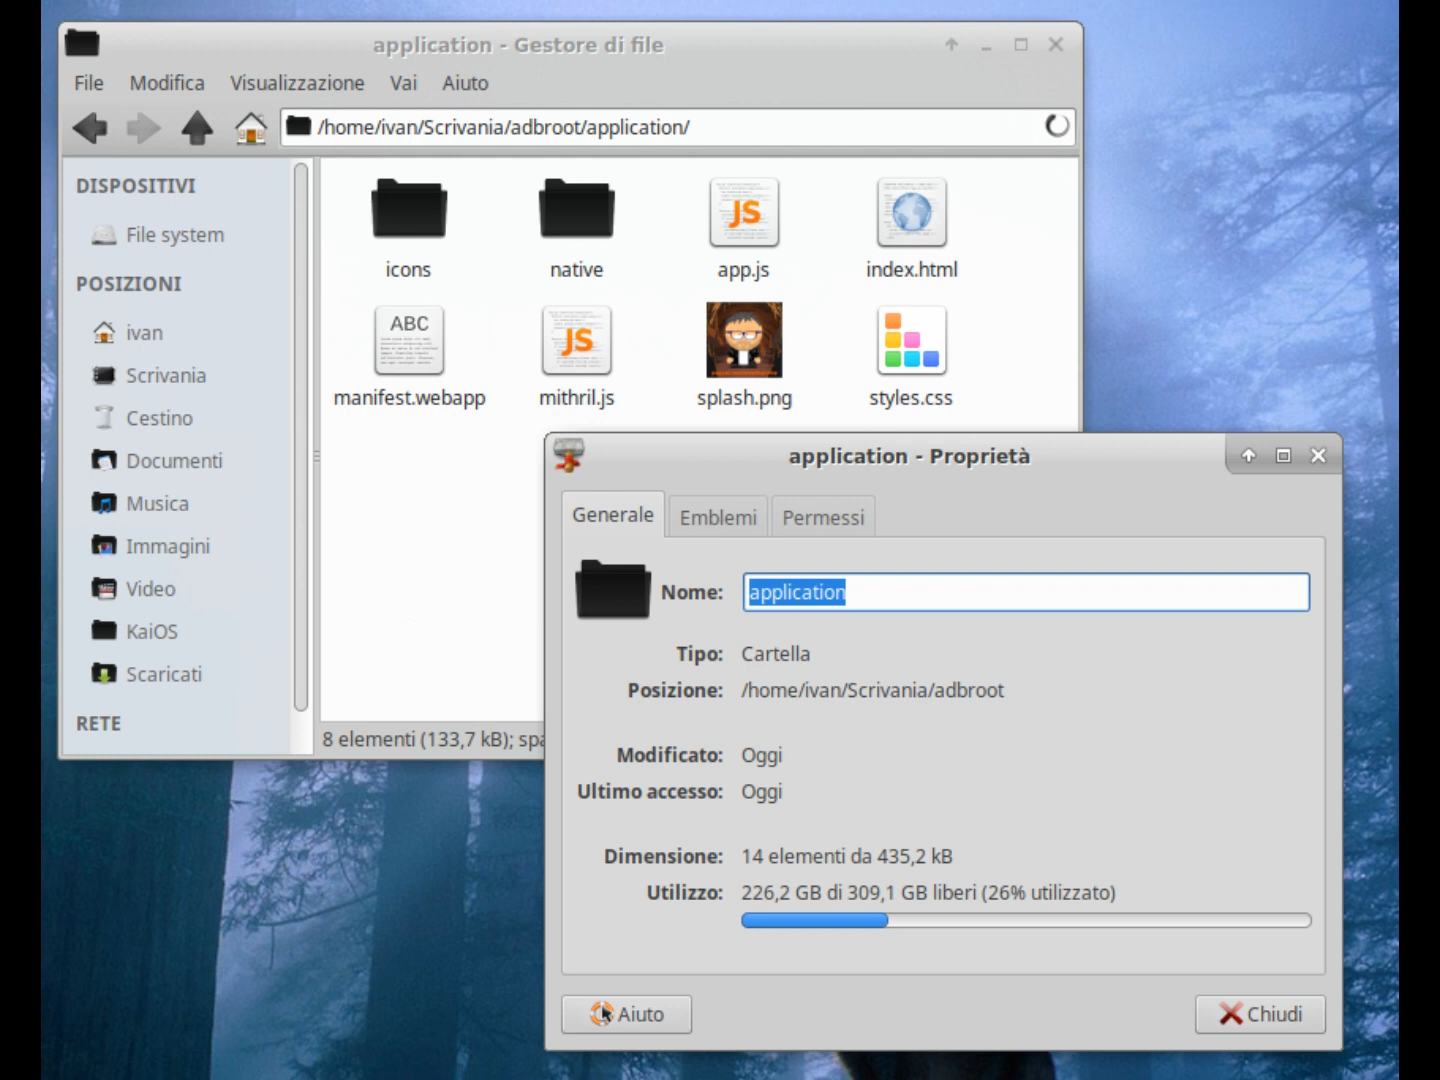 application - Gestore di file
File Modifica Visualizzazione Vai Aiuto
/home/ivan/Scrivania/adbroot/application/
DISPOSITIVI
File system
POSIZIONI
ivan
Scrivania
Cestino
Documenti
Musica
Immagini
Video
KaiOS
Scaricati
RETE
icons native JS app.js index.html
ABC manifest.webapp JS mithril.js splash.png styles.css
8 elementi (133,7 kB); spa
application - Proprietà
Generale Emblemi Permessi
Nome: application
Tipo: Cartella
Posizione: /home/ivan/Scrivania/adbroot
Modificato: Oggi
Ultimo accesso: Oggi
Dimensione: 14 elementi da 435,2 kB
Utilizzo: 226,2 GB di 309,1 GB liberi (26% utilizzato)
Aiuto Chiudi